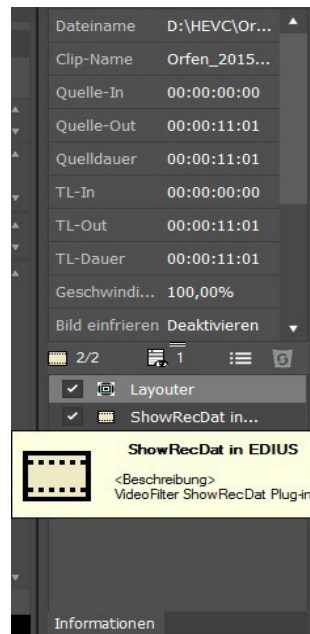 Dateiname D:\HEVC\Or...
Clip-Name Orfen_2015...
Quelle-In 00:00:00:00
Quelle-Out 00:00:11:01
Quelldauer 00:00:11:01
TL-In 00:00:00:00
TL-Out 00:00:11:01
TL-Dauer 00:00:11:01
Geschwindi... 100,00%
Bild einfrieren Deaktivieren
2/2 1
Layouter
ShowRecDat in...
ShowRecDat in EDIUS
<Beschreibung>
VideoFilter ShowRecDat Plug-in
Informationen